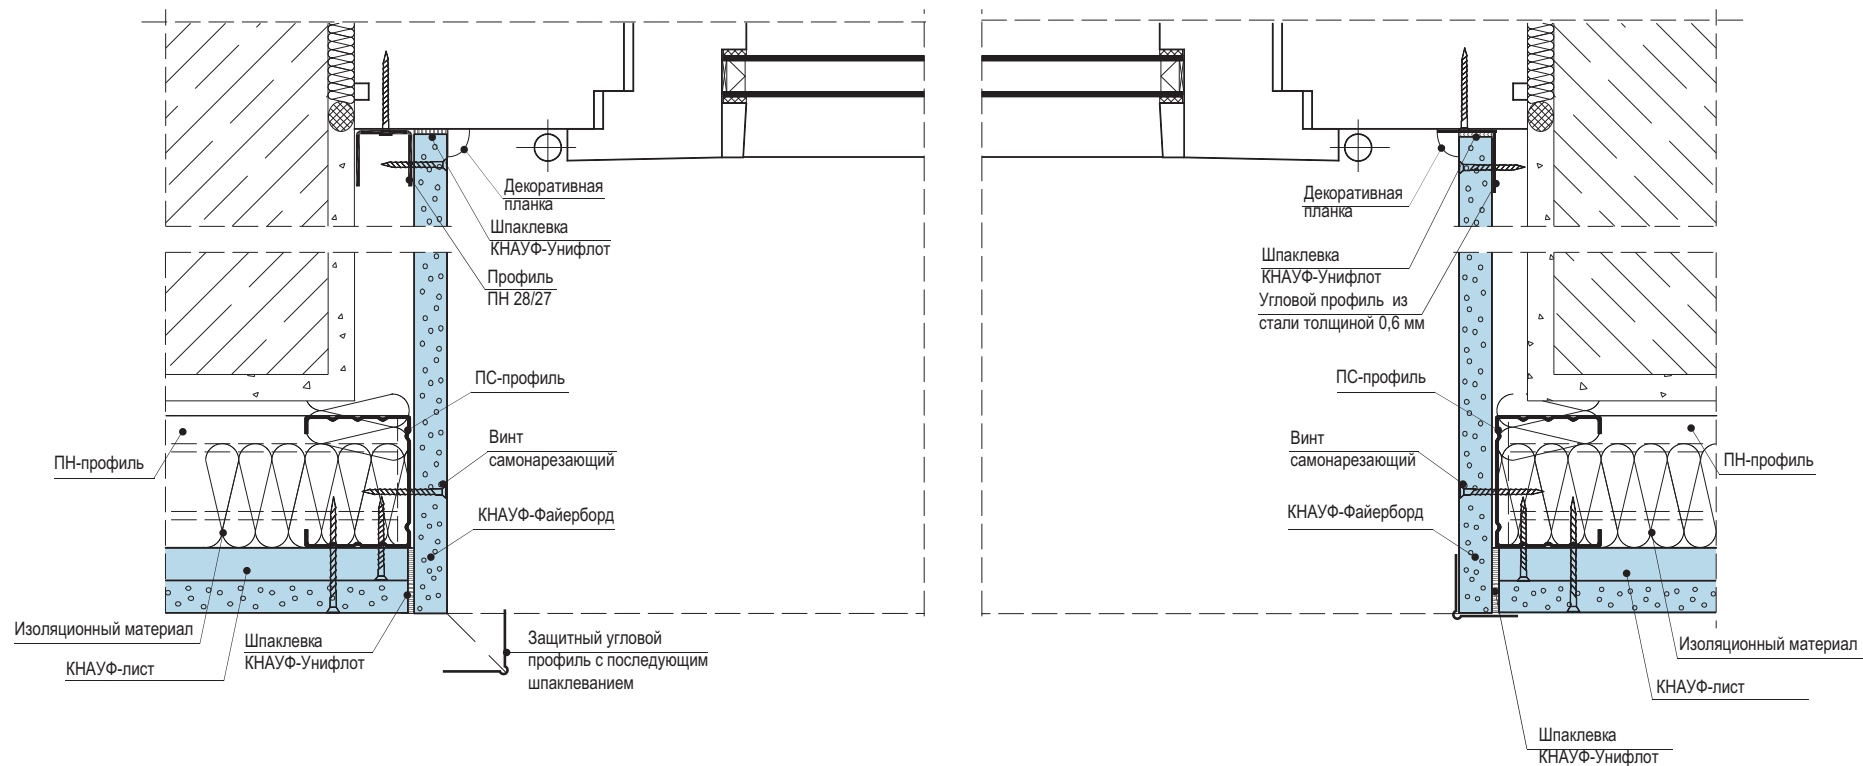 Декоративная
планка
Шпаклевка
КНАУФ-Унифлот
Профиль
ПН 28/27
ПС-профиль
Винт
самонарезающий
ПН-профиль
КНАУФ-Файерборд
Изоляционный материал
КНАУФ-лист
Шпаклевка
КНАУФ-Унифлот
Защитный угловой
профиль с последующим
шпаклеванием
Декоративная
планка
Шпаклевка
КНАУФ-Унифлот
Угловой профиль из
стали толщиной 0,6 мм
ПС-профиль
Винт
самонарезающий
ПН-профиль
КНАУФ-Файерборд
Изоляционный материал
КНАУФ-лист
Шпаклевка
КНАУФ-Унифлот